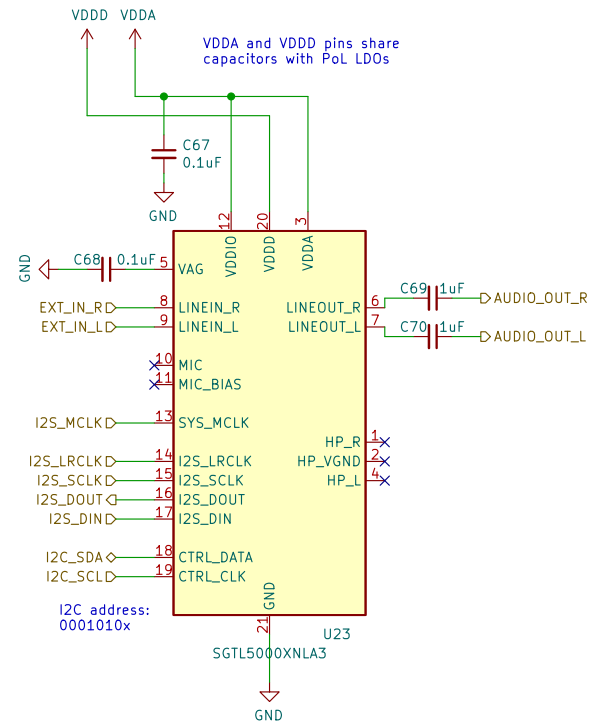 VDDD VDDA
VDDA and VDDD pins share
capacitors with PoL LDOs
C67
0.1uF
GND
12 20 3
VDDIO VDDD VDDA
GND C68 0.1uF 5 VAG
EXT_IN_R 8 LINEIN_R
EXT_IN_L 9 LINEIN_L
LINEOUT_R 6 C69 1uF AUDIO_OUT_R
LINEOUT_L 7 C70 1uF AUDIO_OUT_L
10 MIC
11 MIC_BIAS
I2S_MCLK 13 SYS_MCLK
HP_R 1
HP_VGND 2
HP_L 4
I2S_LRCLK 14 I2S_LRCLK
I2S_SCLK 15 I2S_SCLK
I2S_DOUT 16 I2S_DOUT
I2S_DIN 17 I2S_DIN
I2C_SDA 18 CTRL_DATA
I2C_SCL 19 CTRL_CLK
I2C address:
0001010x
GND
21
U23
SGTL5000XNLA3
GND